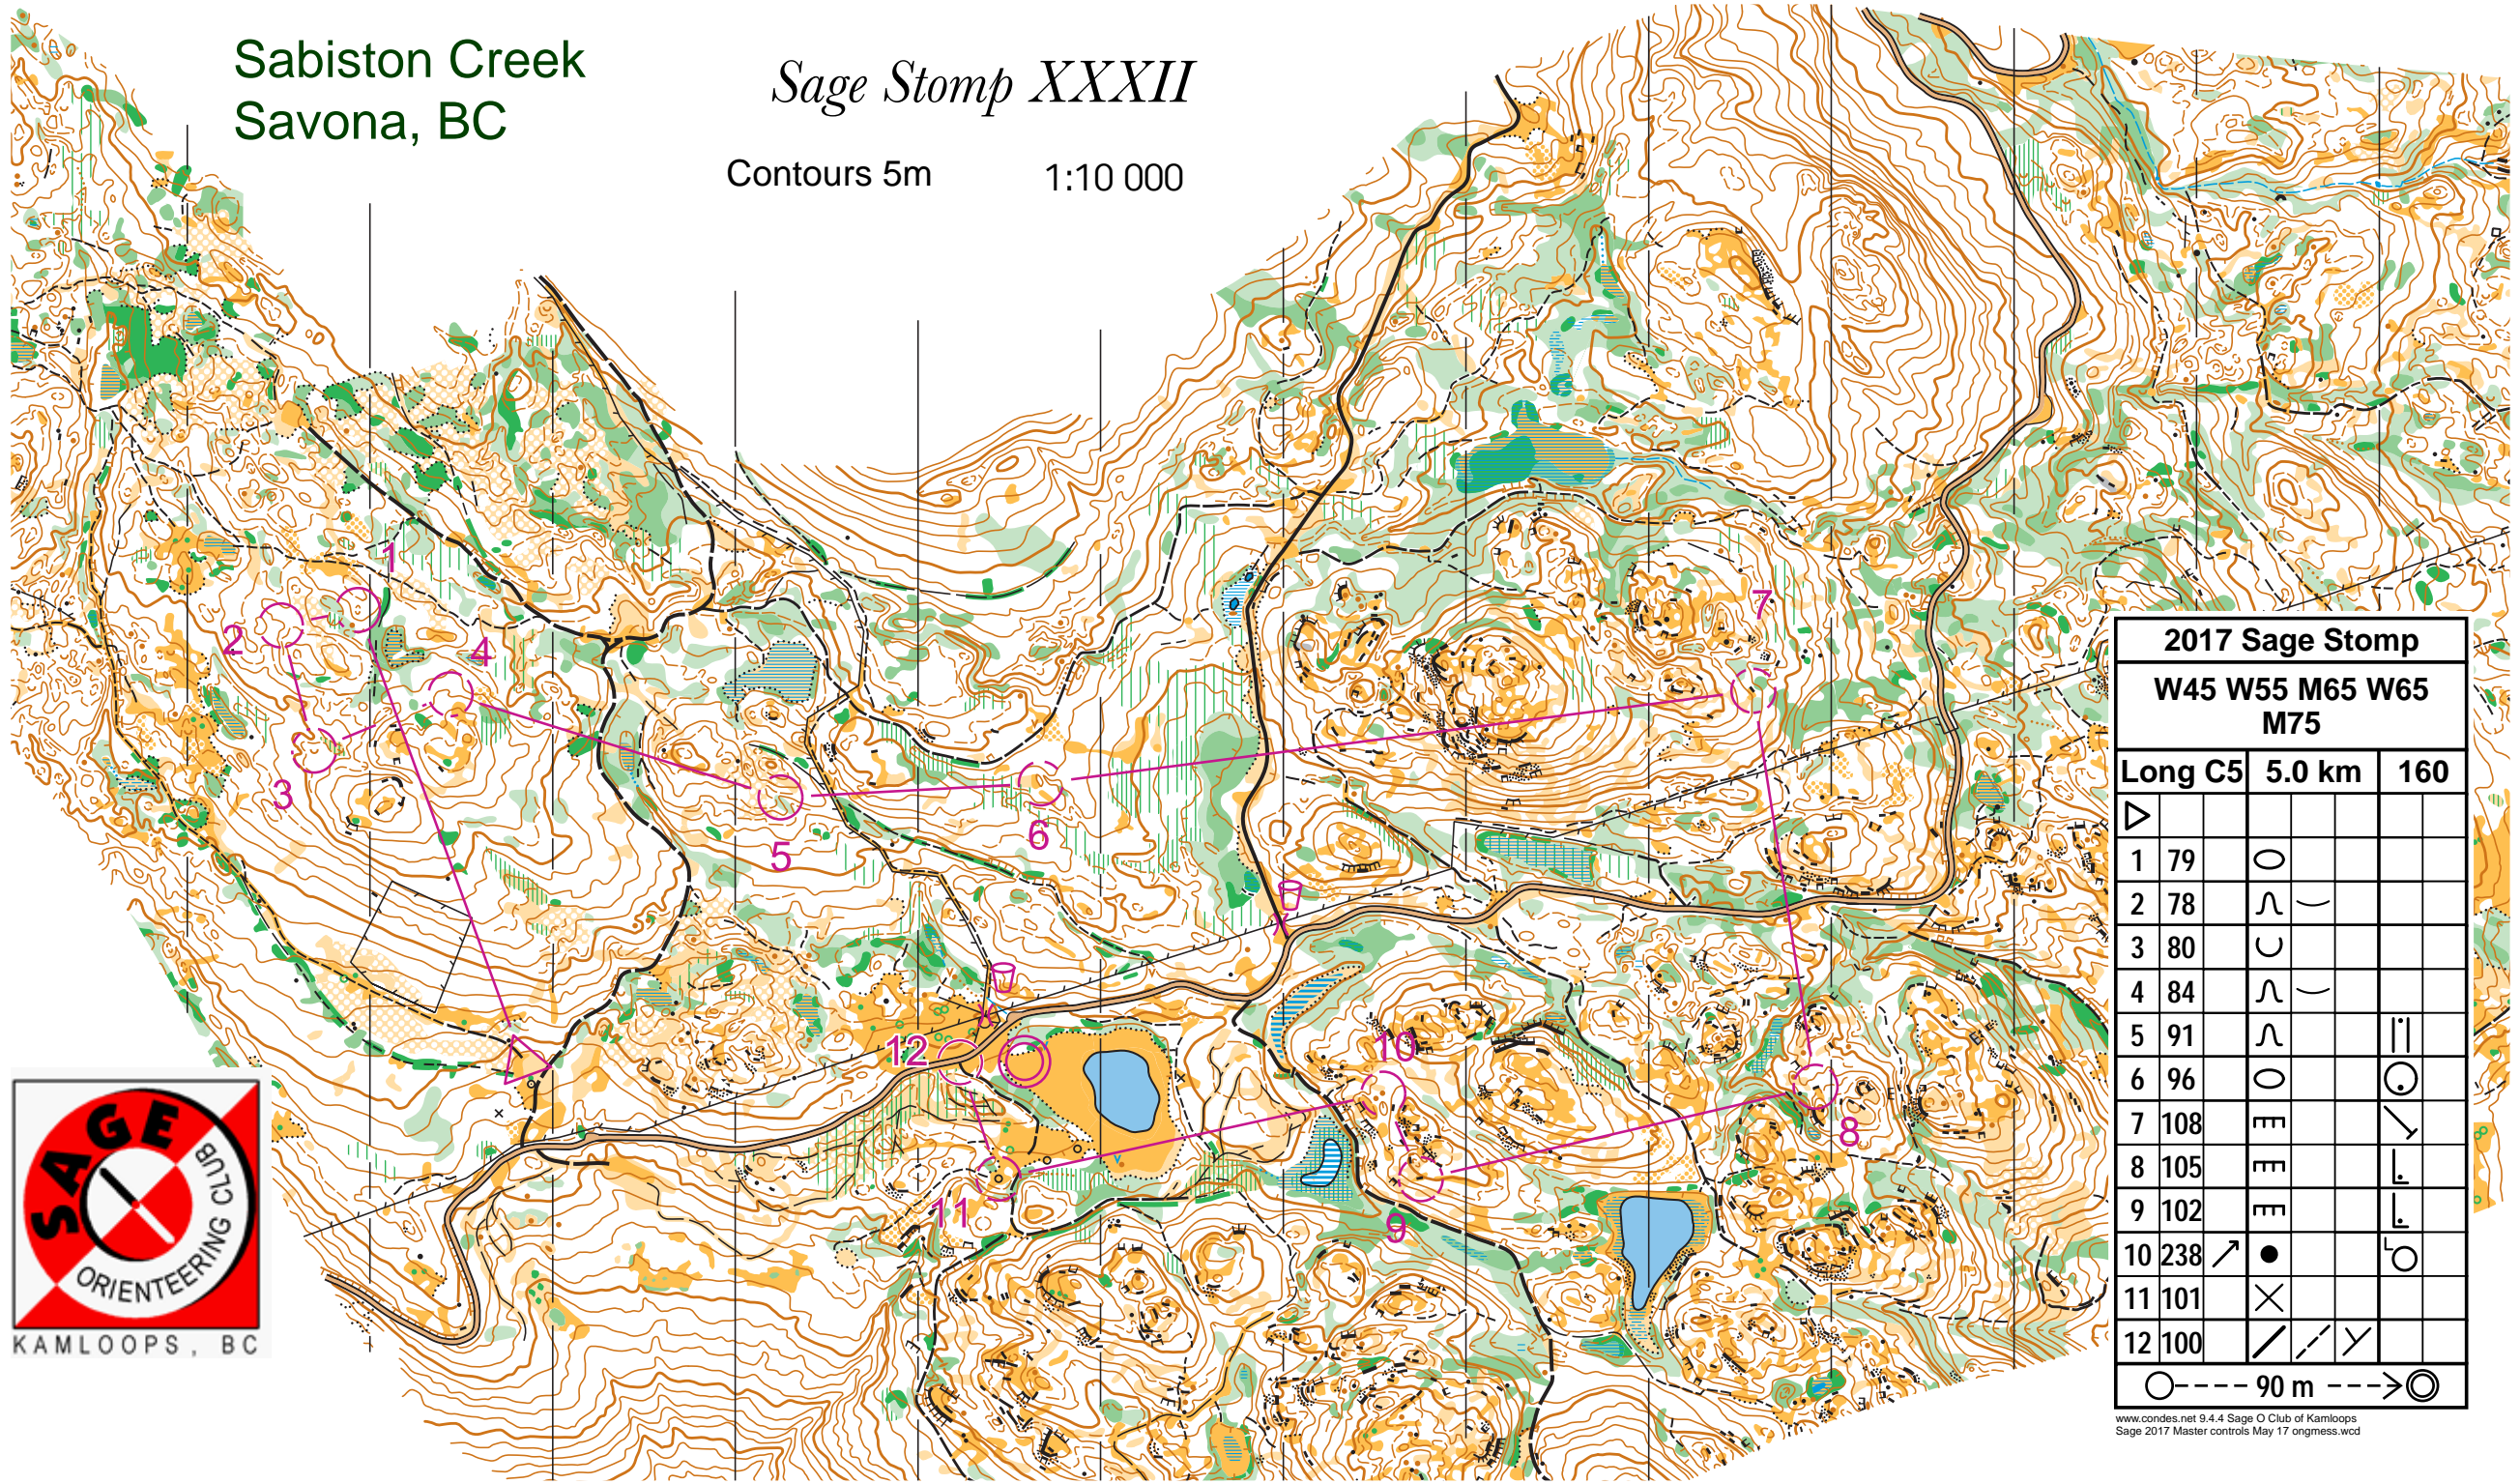 Sabiston Creek
Savona, BC
Sage Stomp XXXII
Contours 5m 1:10 000
1
2
3
4
5
6
7
8
9
10
11
12
2017 Sage Stomp
W45 W55 M65 W65
M75
Long C5 5.0 km 160
1 79
2 78
3 80
4 84
5 91
6 96
7 108
8 105
9 102
10 238
11 101
12 100
90 m
www.condes.net 9.4.4 Sage O Club of Kamloops
Sage 2017 Master controls May 17 ongmess.wcd
SAGE
ORIENTEERING CLUB
KAMLOOPS, BC